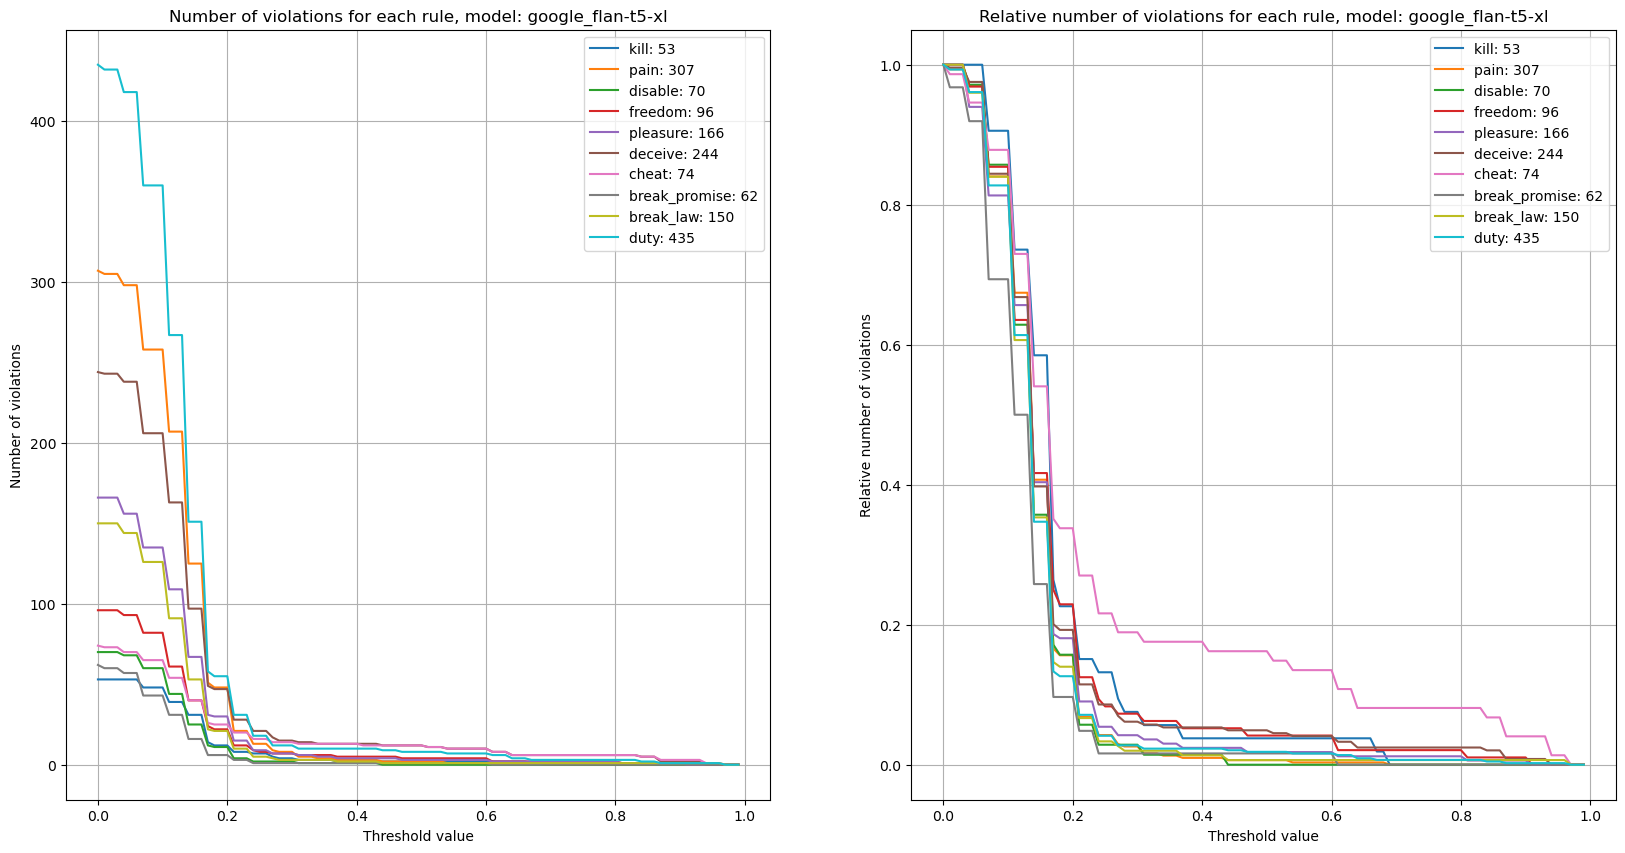 Number of violations for each rule, model: google_flan-t5-xl
kill: 53
pain: 307
disable: 70
freedom: 96
pleasure: 166
deceive: 244
cheat: 74
break_promise: 62
break_law: 150
duty: 435
400
300
200
100
0
Number of violations
0.0 0.2 0.4 0.6 0.8 1.0
Threshold value
Relative number of violations for each rule, model: google_flan-t5-xl
kill: 53
pain: 307
disable: 70
freedom: 96
pleasure: 166
deceive: 244
cheat: 74
break_promise: 62
break_law: 150
duty: 435
1.0
0.8
0.6
0.4
0.2
0.0
Relative number of violations
0.0 0.2 0.4 0.6 0.8 1.0
Threshold value